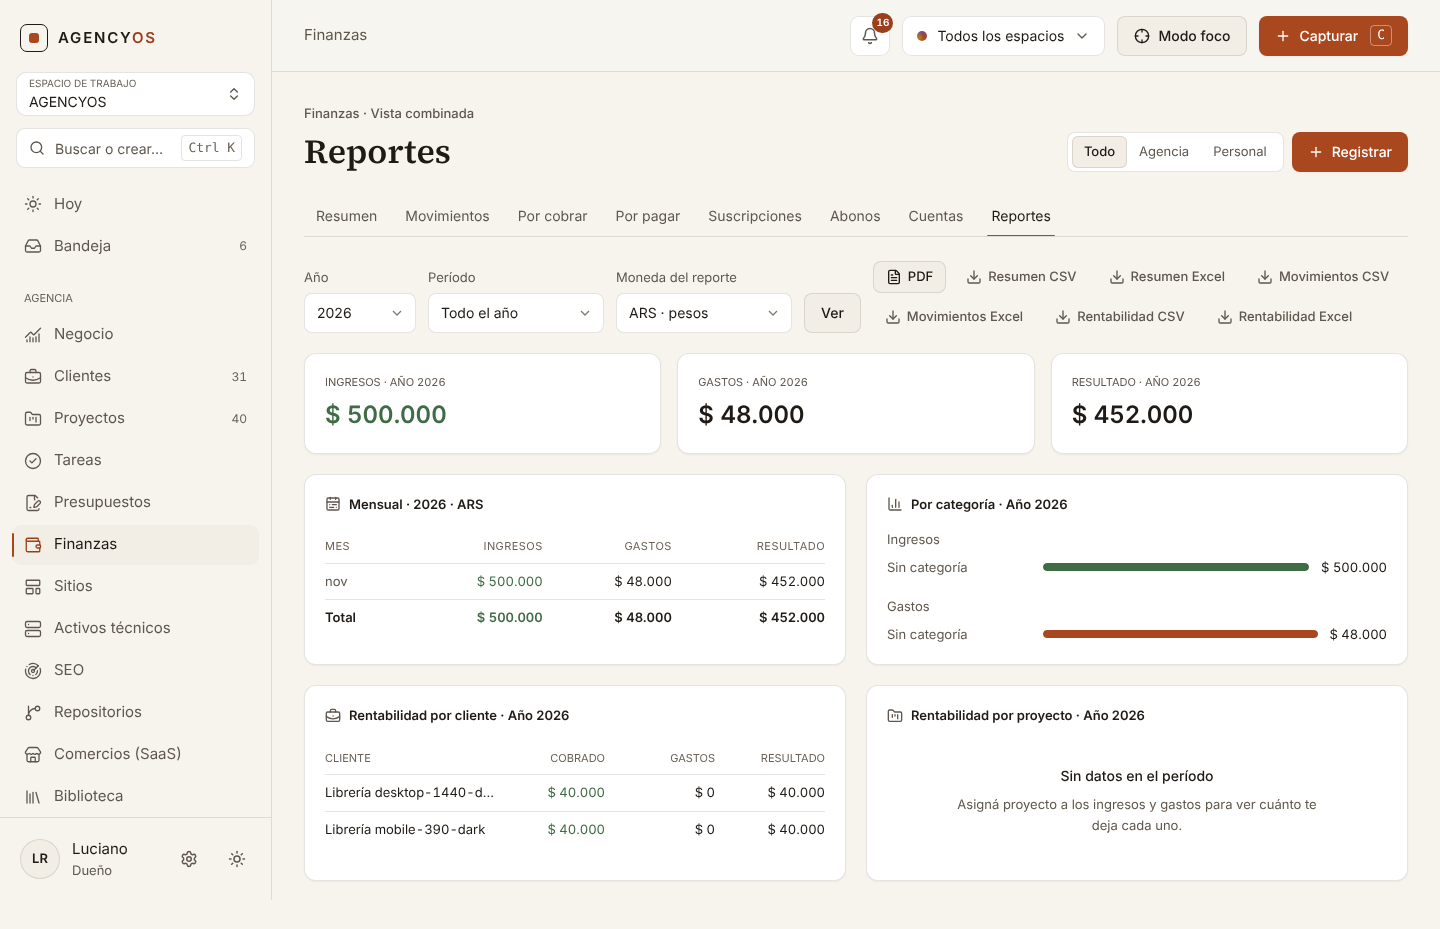 AGENCYOS
ESPACIO DE TRABAJO
AGENCYOS
Buscar o crear... Ctrl K
Hoy
Bandeja 6
AGENCIA
Negocio
Clientes 31
Proyectos 40
Tareas
Presupuestos
Finanzas
Sitios
Activos técnicos
SEO
Repositorios
Comercios (SaaS)
Biblioteca
LR Luciano
Dueño
Finanzas
16
Todos los espacios
Modo foco
Capturar C
Finanzas · Vista combinada
Reportes
Todo Agencia Personal
Registrar
Resumen Movimientos Por cobrar Por pagar Suscripciones Abonos Cuentas Reportes
Año Período Moneda del reporte
2026 Todo el año ARS · pesos Ver
PDF Resumen CSV Resumen Excel Movimientos CSV
Movimientos Excel Rentabilidad CSV Rentabilidad Excel
INGRESOS · AÑO 2026
$ 500.000
GASTOS · AÑO 2026
$ 48.000
RESULTADO · AÑO 2026
$ 452.000
Mensual · 2026 · ARS
MES INGRESOS GASTOS RESULTADO
nov $ 500.000 $ 48.000 $ 452.000
Total $ 500.000 $ 48.000 $ 452.000
Por categoría · Año 2026
Ingresos
Sin categoría $ 500.000
Gastos
Sin categoría $ 48.000
Rentabilidad por cliente · Año 2026
CLIENTE COBRADO GASTOS RESULTADO
Librería desktop-1440-d... $ 40.000 $ 0 $ 40.000
Librería mobile-390-dark $ 40.000 $ 0 $ 40.000
Rentabilidad por proyecto · Año 2026
Sin datos en el período
Asigná proyecto a los ingresos y gastos para ver cuánto te
deja cada uno.